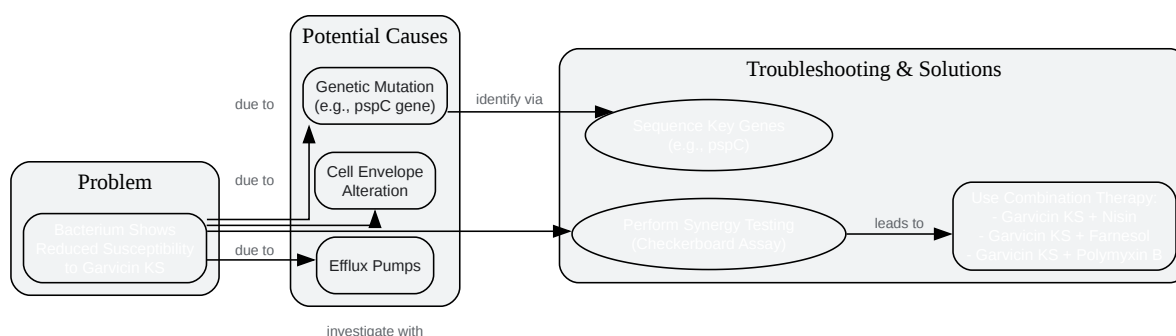 Problem
Bacterium Shows
Reduced Susceptibility
to Garvicin KS
due to
due to
due to
Potential Causes
Genetic Mutation
(e.g., pspC gene)
Cell Envelope
Alteration
Efflux Pumps
investigate with
identify via
Troubleshooting & Solutions
Sequence Key Genes
(e.g., pspC)
Perform Synergy Testing
(Checkerboard Assay)
leads to
Use Combination Therapy:
- Garvicin KS + Nisin
- Garvicin KS + Farnesol
- Garvicin KS + Polymyxin B